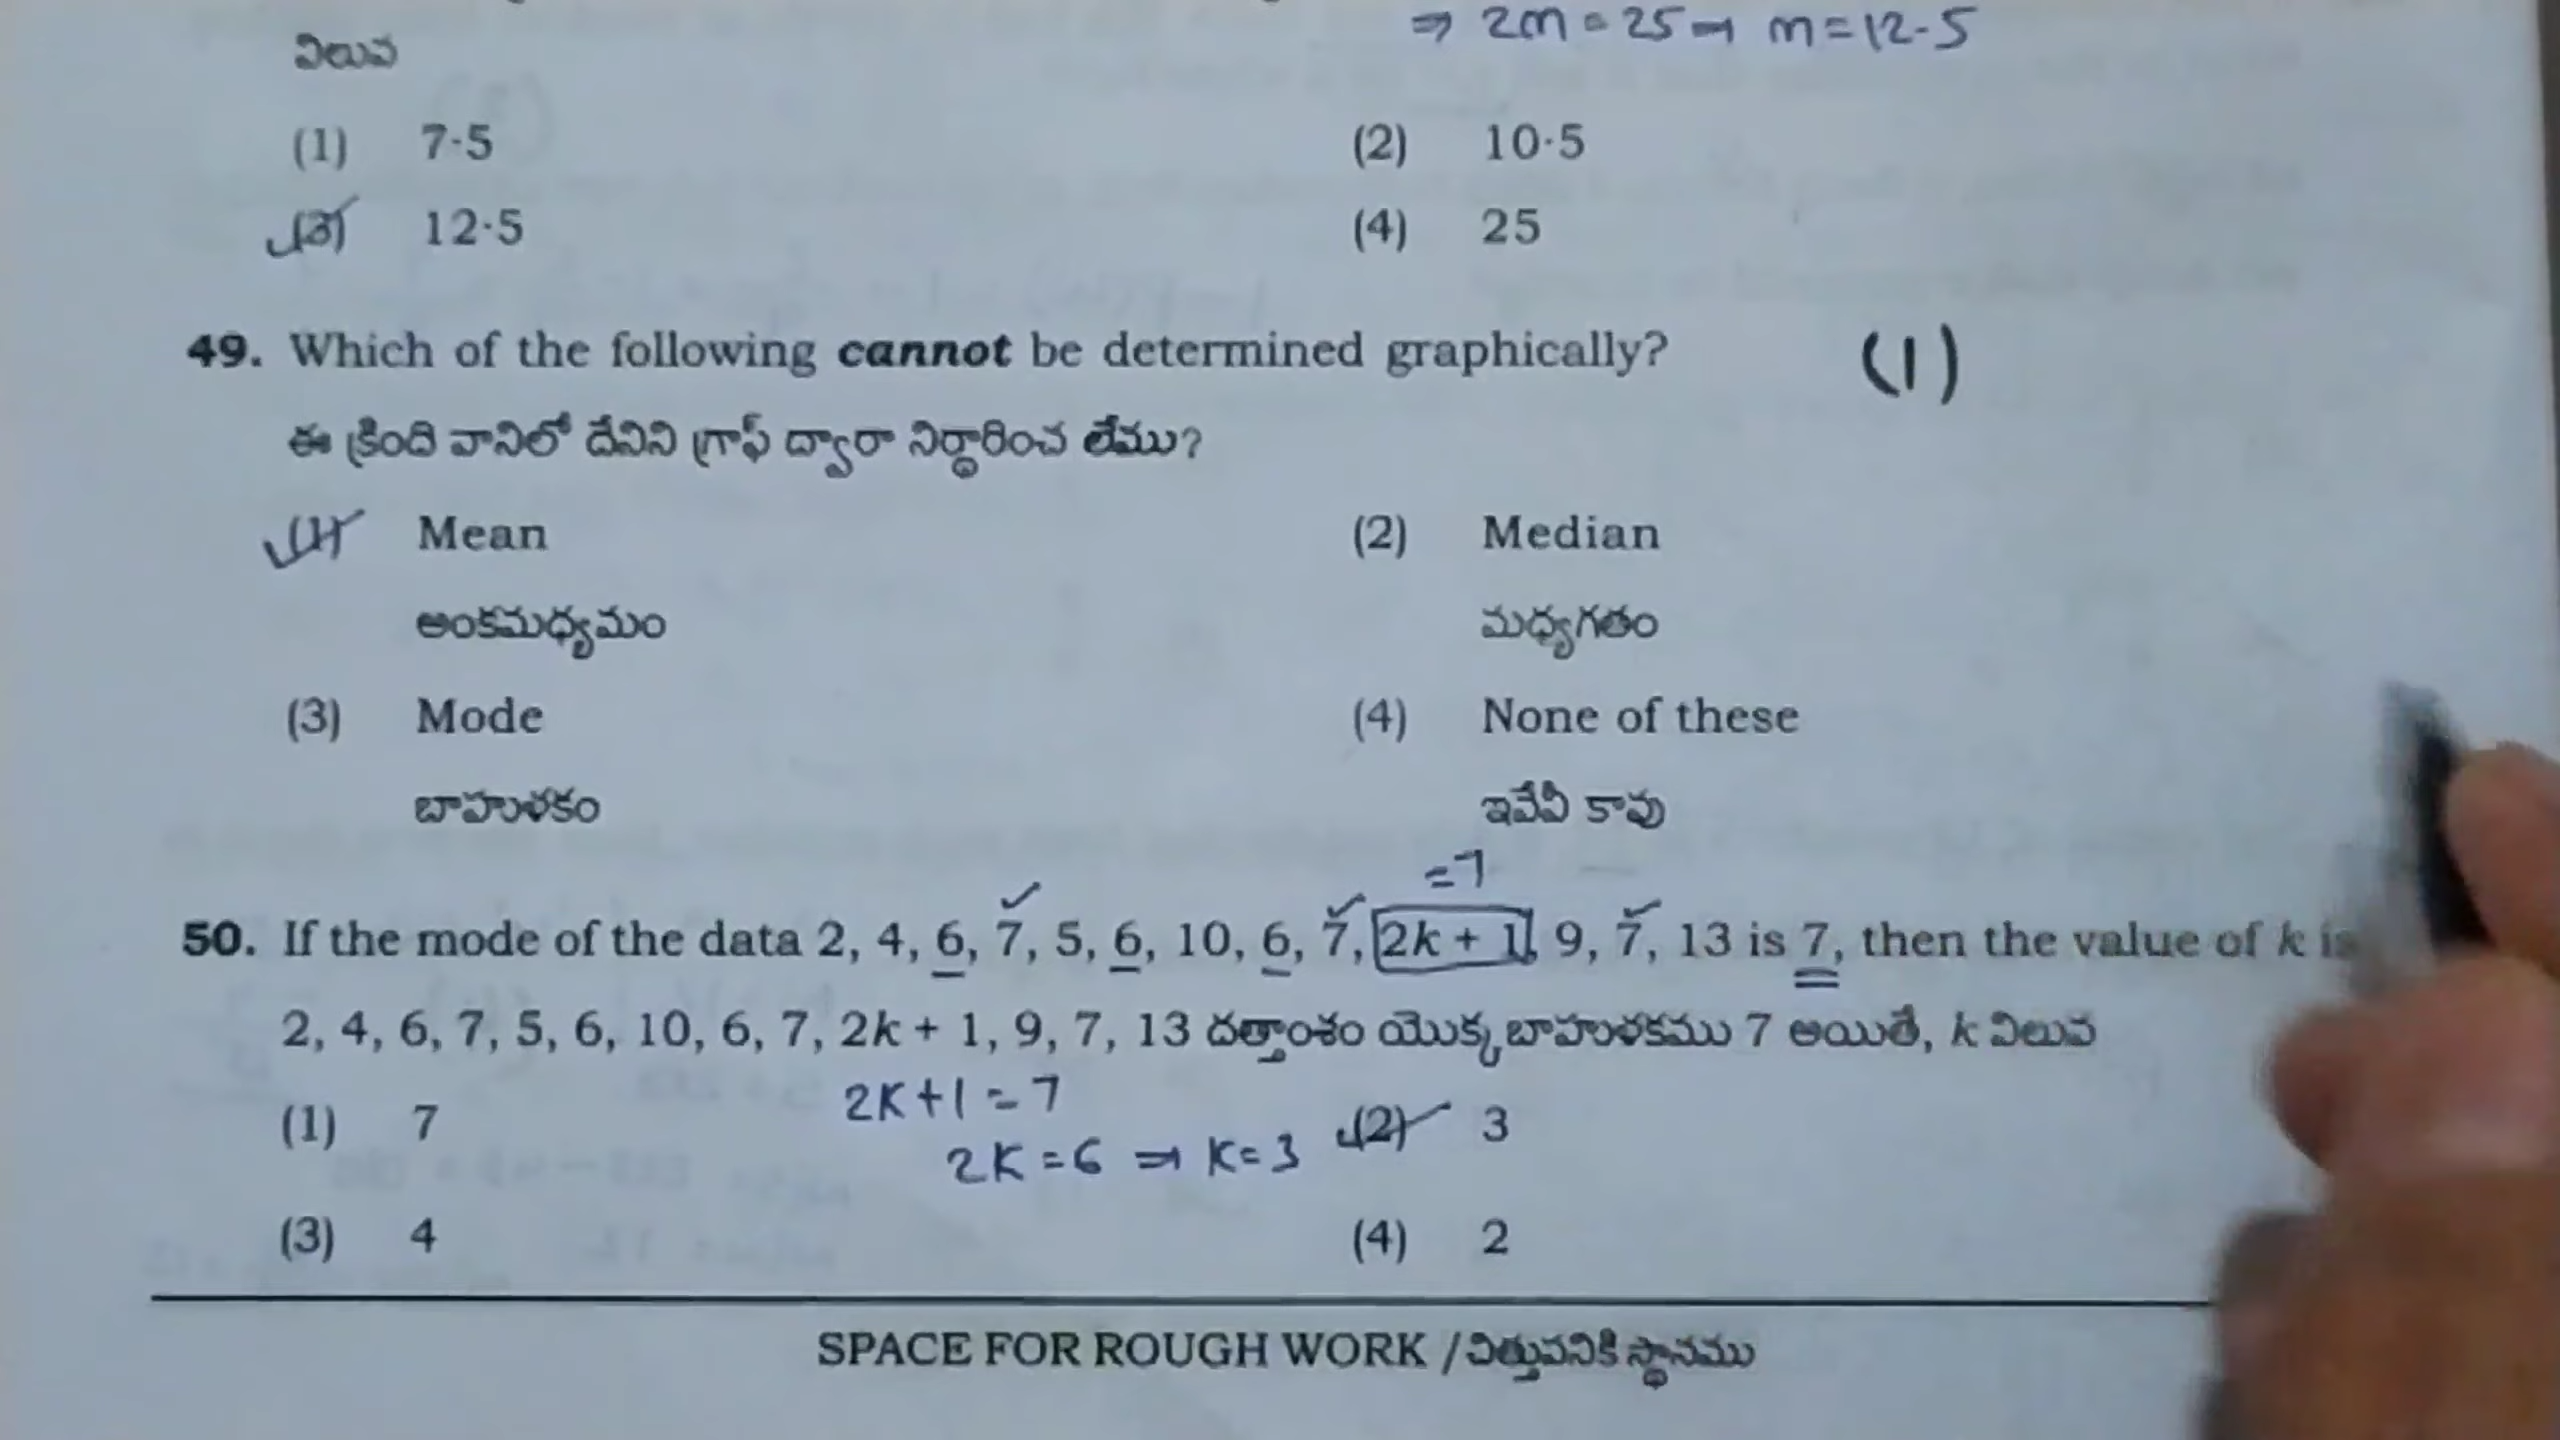 ⇒ 2m = 25 ⇒ m = 12.5
విలువ
(1) 7·5 (2) 10·5
(3) 12·5 (4) 25
49. Which of the following cannot be determined graphically? (1)
ఈ క్రింది వానిలో దేనిని గ్రాఫ్ ద్వారా నిర్ధారించ లేము?
(1) Mean (2) Median
అంకమధ్యమం మధ్యగతం
(3) Mode (4) None of these
బాహుళకం ఇవేవీ కావు
=7
50. If the mode of the data 2, 4, 6, 7, 5, 6, 10, 6, 7, 2k + 1, 9, 7, 13 is 7, then the value of k is
2, 4, 6, 7, 5, 6, 10, 6, 7, 2k + 1, 9, 7, 13 దత్తాంశం యొక్క బాహుళకము 7 అయితే, k విలువ
2K+1=7
(1) 7 (2) 3
2K=6 ⇒ K=3
(3) 4 (4) 2
SPACE FOR ROUGH WORK / చిత్తుపనికి స్థానము